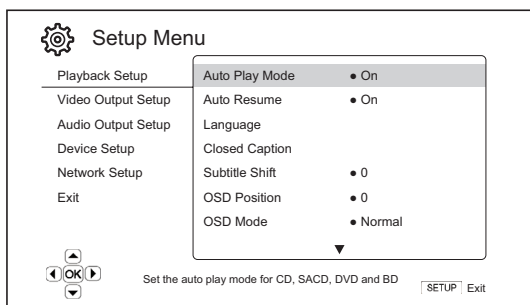 Setup Menu
Playback Setup
Video Output Setup
Audio Output Setup
Device Setup
Network Setup
Exit
Auto Play Mode ● On
Auto Resume ● On
Language
Closed Caption
Subtitle Shift ● 0
OSD Position ● 0
OSD Mode ● Normal
OK
Set the auto play mode for CD, SACD, DVD and BD
SETUP Exit